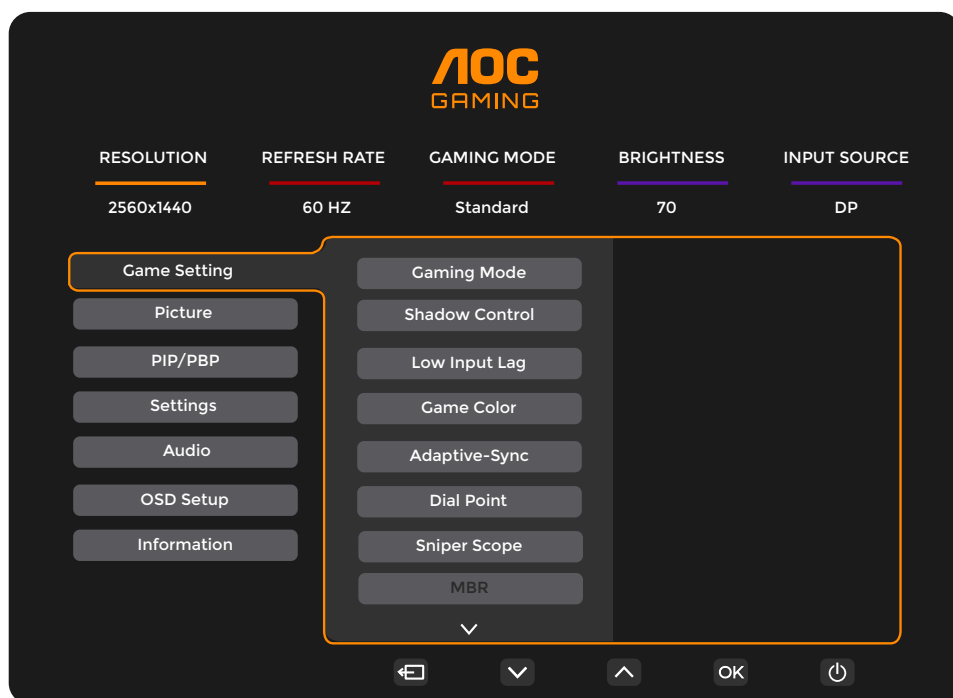 AOC
GAMING
RESOLUTION REFRESH RATE GAMING MODE BRIGHTNESS INPUT SOURCE
2560x1440 60 HZ Standard 70 DP
Game Setting
Picture
PIP/PBP
Settings
Audio
OSD Setup
Information
Gaming Mode
Shadow Control
Low Input Lag
Game Color
Adaptive-Sync
Dial Point
Sniper Scope
MBR
OK